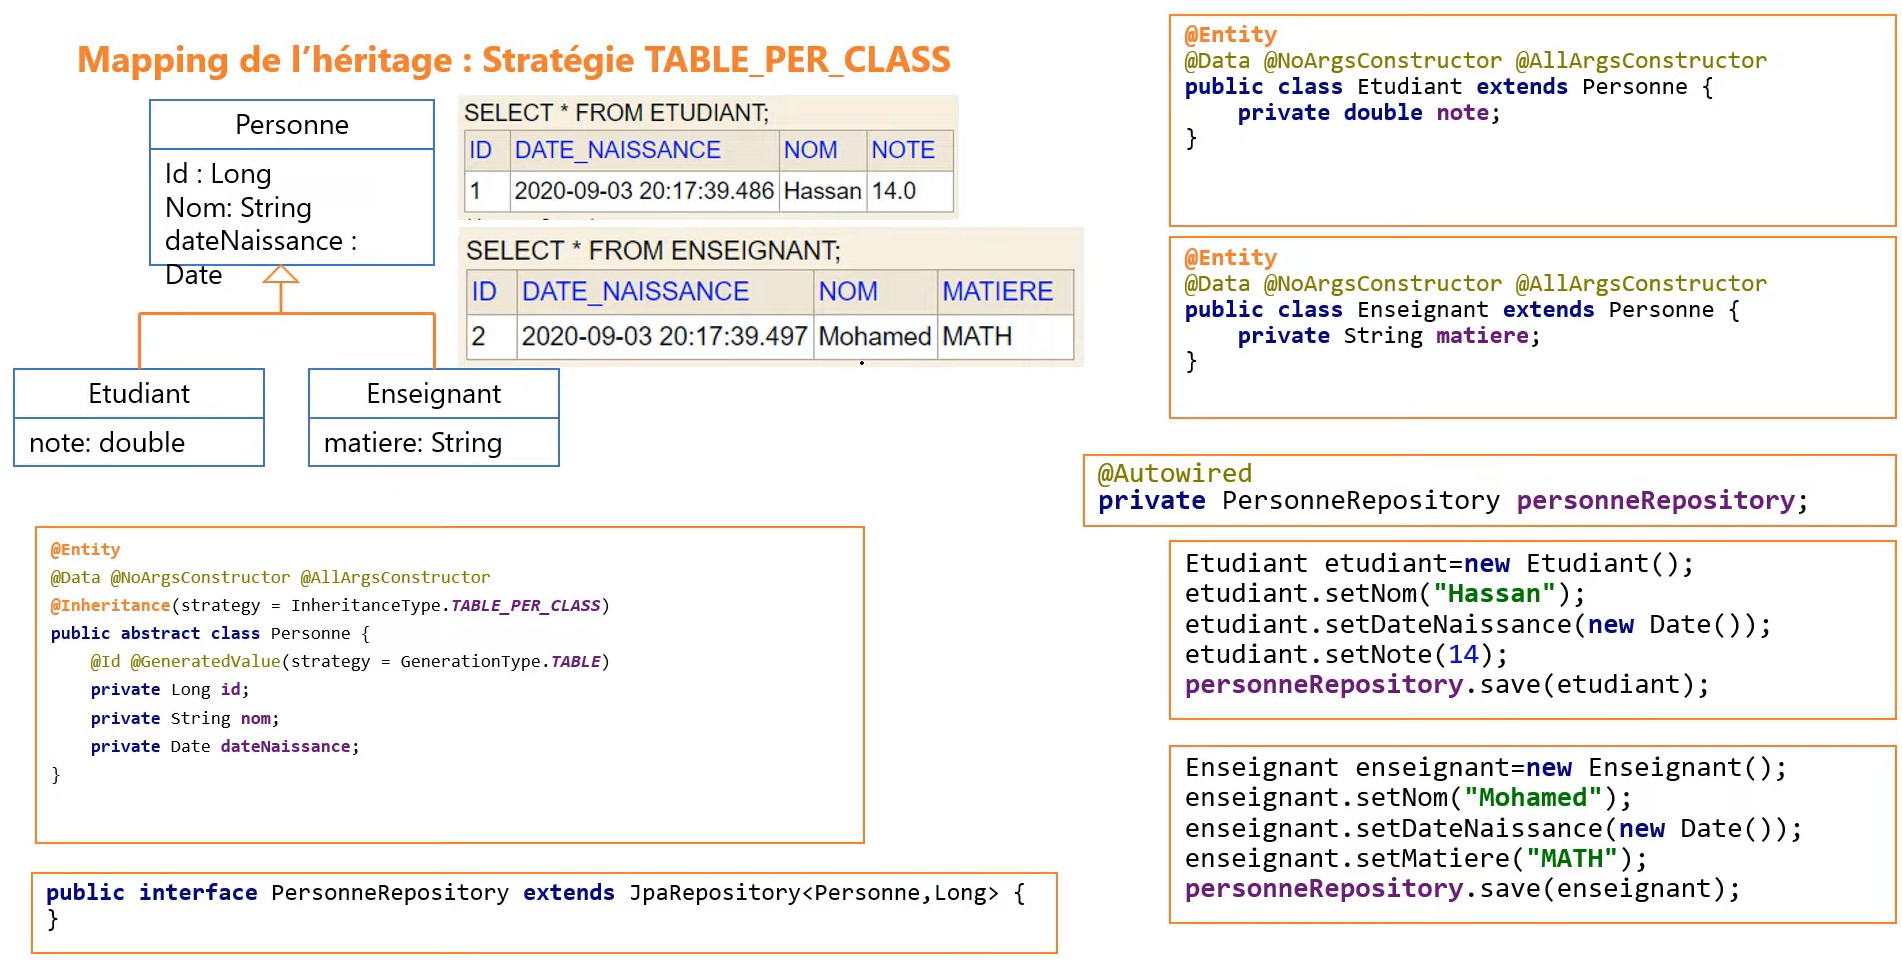 Mapping de l’héritage : Stratégie TABLE_PER_CLASS
Personne
Id : Long
Nom: String
dateNaissance :
Date
Etudiant
note: double
Enseignant
matiere: String
SELECT * FROM ETUDIANT;
ID DATE_NAISSANCE NOM NOTE
1 2020-09-03 20:17:39.486 Hassan 14.0
SELECT * FROM ENSEIGNANT;
ID DATE_NAISSANCE NOM MATIERE
2 2020-09-03 20:17:39.497 Mohamed MATH
@Entity
@Data @NoArgsConstructor @AllArgsConstructor
@Inheritance(strategy = InheritanceType.TABLE_PER_CLASS)
public abstract class Personne {
@Id @GeneratedValue(strategy = GenerationType.TABLE)
private Long id;
private String nom;
private Date dateNaissance;
}
public interface PersonneRepository extends JpaRepository<Personne,Long> {
}
@Entity
@Data @NoArgsConstructor @AllArgsConstructor
public class Etudiant extends Personne {
private double note;
}
@Entity
@Data @NoArgsConstructor @AllArgsConstructor
public class Enseignant extends Personne {
private String matiere;
}
@Autowired
private PersonneRepository personneRepository;
Etudiant etudiant=new Etudiant();
etudiant.setNom("Hassan");
etudiant.setDateNaissance(new Date());
etudiant.setNote(14);
personneRepository.save(etudiant);
Enseignant enseignant=new Enseignant();
enseignant.setNom("Mohamed");
enseignant.setDateNaissance(new Date());
enseignant.setMatiere("MATH");
personneRepository.save(enseignant);